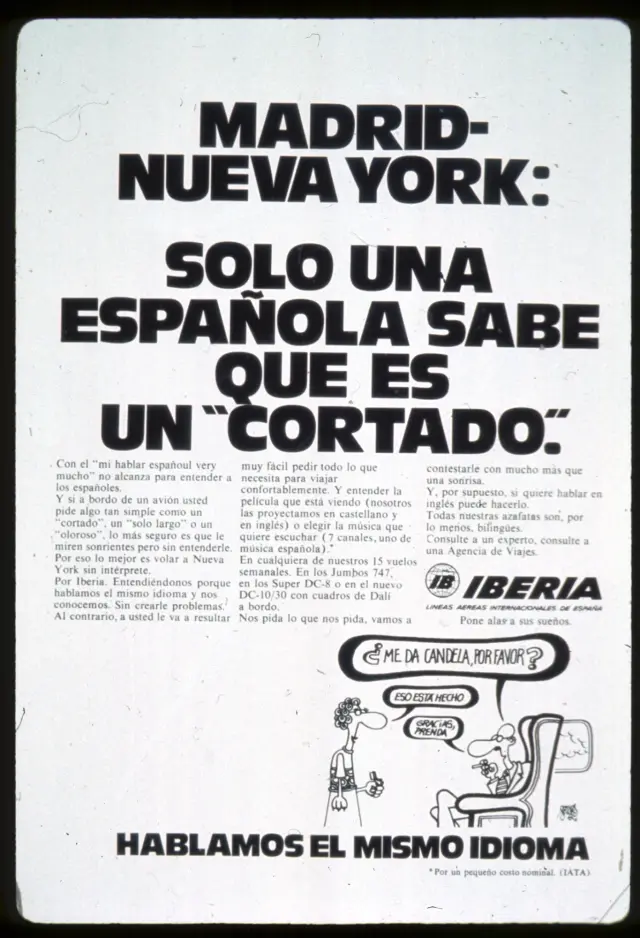 MADRID-
NUEVA YORK:
SOLO UNA
ESPAÑOLA SABE
QUE ES
UN "CORTADO".
Con el "mi hablar españoul very
mucho" no alcanza para entender a
los españoles.
Y si a bordo de un avión usted
pide algo tan simple como un
"cortado", un "solo largo" o un
"oloroso", lo más seguro es que le
miren sonrientes pero sin entenderle.
Por eso lo mejor es volar a Nueva
York sin intérprete.
Por Iberia. Entendiéndonos porque
hablamos el mismo idioma y nos
conocemos. Sin crearle problemas.
Al contrario, a usted le va a resultar
muy fácil pedir todo lo que
necesita para viajar
confortablemente. Y entender la
película que está viendo (nosotros
las proyectamos en castellano y
en inglés) o elegir la música que
quiere escuchar (7 canales, uno de
música española).*
En cualquiera de nuestros 15 vuelos
semanales. En los Jumbos 747,
en los Super DC-8 o en el nuevo
DC-10/30 con cuadros de Dalí
a bordo.
Nos pida lo que nos pida, vamos a
contestarle con mucho más que
una sonrisa.
Y, por supuesto, si quiere hablar en
inglés puede hacerlo.
Todas nuestras azafatas son, por
lo menos, bilingües.
Consulte a un experto, consulte a
una Agencia de Viajes.
IB IBERIA
LINEAS AEREAS INTERNACIONALES DE ESPAÑA
Pone alas a sus sueños.
¿ME DA CANDELA, POR FAVOR?
ESO ESTA HECHO
GRACIAS,
PRENDA
HABLAMOS EL MISMO IDIOMA
*Por un pequeño costo nominal. (IATA)